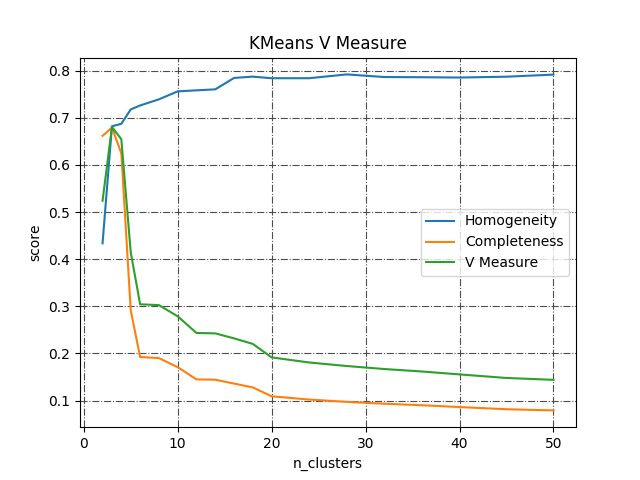 KMeans V Measure
0.8
0.7
0.6
0.5
0.4
0.3
0.2
0.1
score
Homogeneity
Completeness
V Measure
0 10 20 30 40 50
n_clusters